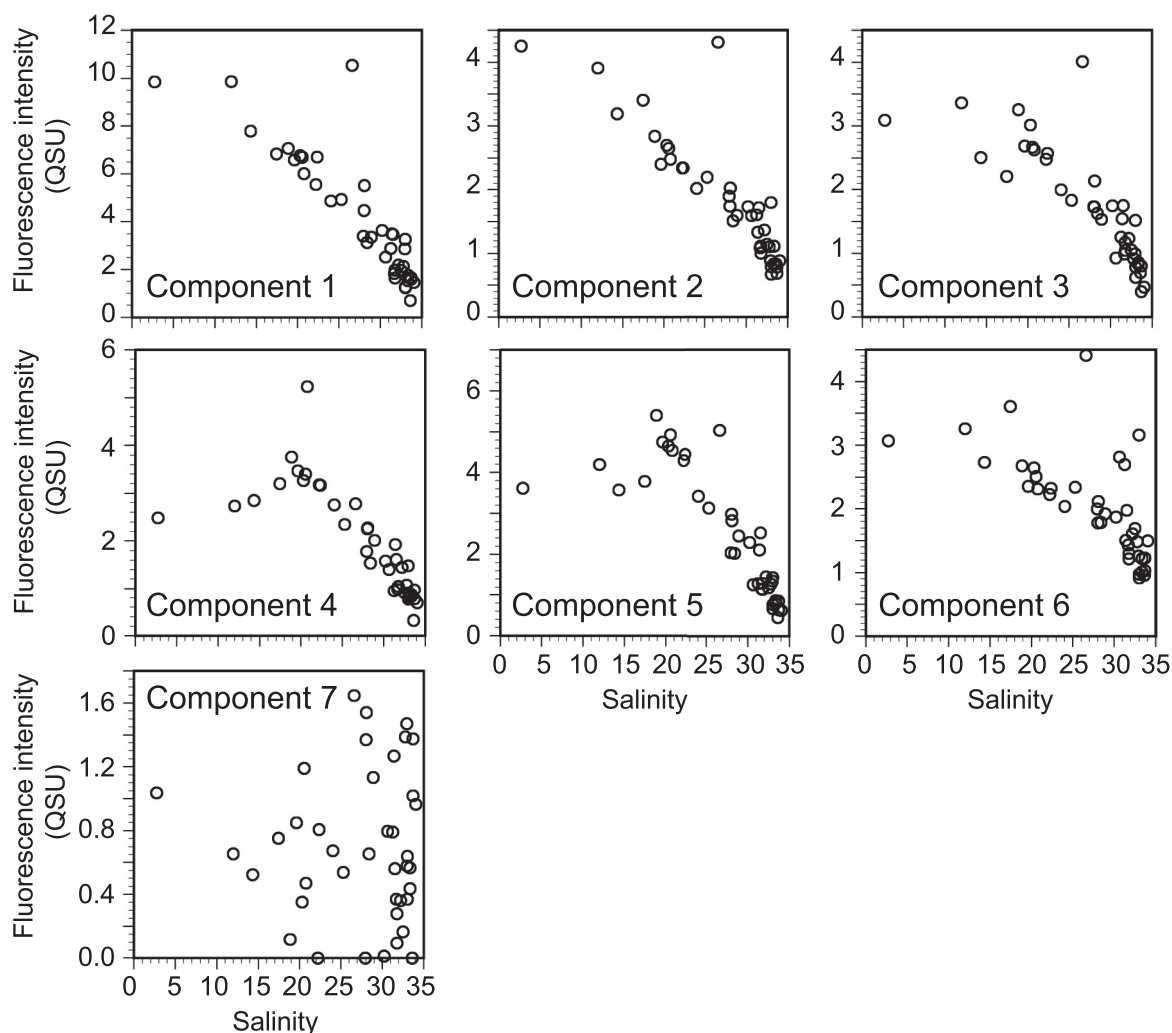 Fluorescence intensity
(QSU)
12
10
8
6
4
2
0
Component 1
4
3
2
1
0
Component 2
4
3
2
1
0
Component 3
Fluorescence intensity
(QSU)
6
4
2
0
Component 4
6
4
2
0
Component 5
0 5 10 15 20 25 30 35
Salinity
4
3
2
1
0
Component 6
0 5 10 15 20 25 30 35
Salinity
Fluorescence intensity
(QSU)
1.6
1.2
0.8
0.4
0.0
Component 7
0 5 10 15 20 25 30 35
Salinity